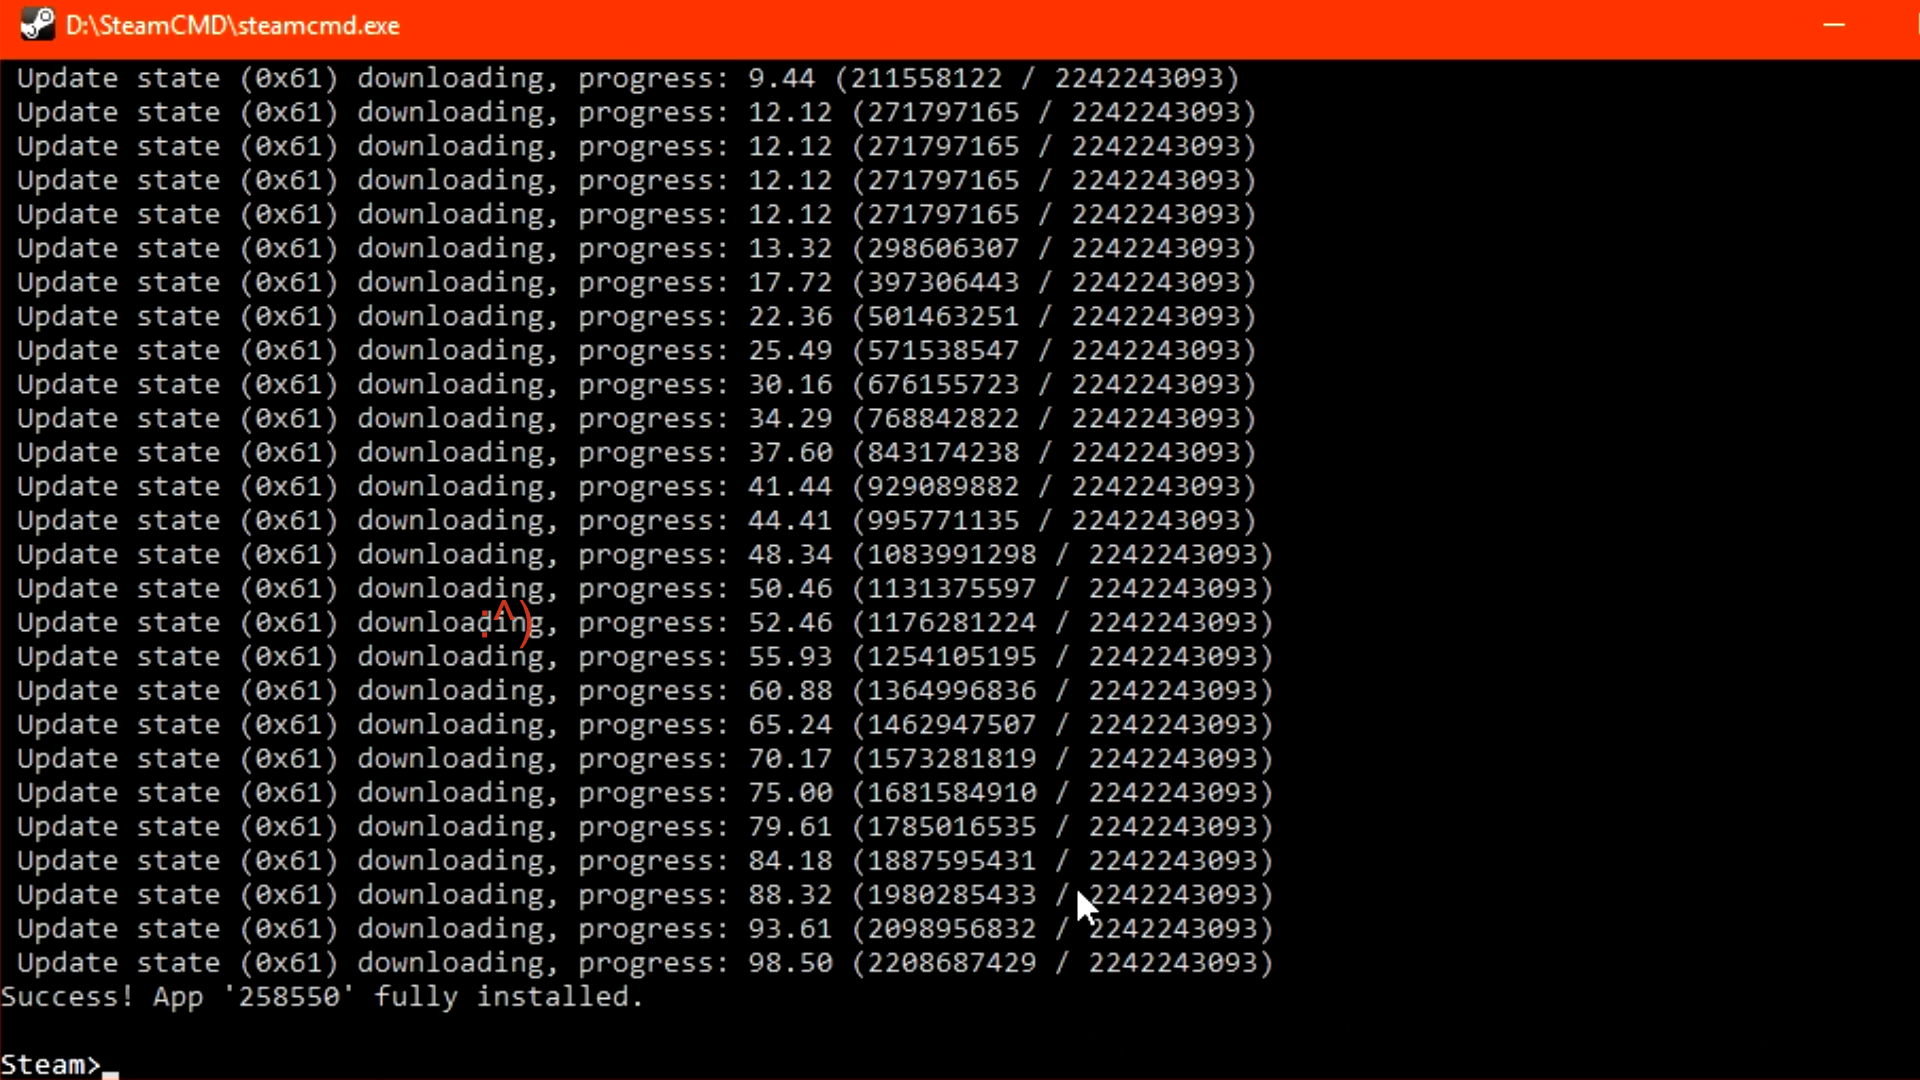 D:\SteamCMD\steamcmd.exe
Update state (0x61) downloading, progress: 9.44 (211558122 / 2242243093)
Update state (0x61) downloading, progress: 12.12 (271797165 / 2242243093)
Update state (0x61) downloading, progress: 12.12 (271797165 / 2242243093)
Update state (0x61) downloading, progress: 12.12 (271797165 / 2242243093)
Update state (0x61) downloading, progress: 12.12 (271797165 / 2242243093)
Update state (0x61) downloading, progress: 13.32 (298606307 / 2242243093)
Update state (0x61) downloading, progress: 17.72 (397306443 / 2242243093)
Update state (0x61) downloading, progress: 22.36 (501463251 / 2242243093)
Update state (0x61) downloading, progress: 25.49 (571538547 / 2242243093)
Update state (0x61) downloading, progress: 30.16 (676155723 / 2242243093)
Update state (0x61) downloading, progress: 34.29 (768842822 / 2242243093)
Update state (0x61) downloading, progress: 37.60 (843174238 / 2242243093)
Update state (0x61) downloading, progress: 41.44 (929089882 / 2242243093)
Update state (0x61) downloading, progress: 44.41 (995771135 / 2242243093)
Update state (0x61) downloading, progress: 48.34 (1083991298 / 2242243093)
Update state (0x61) downloading, progress: 50.46 (1131375597 / 2242243093)
Update state (0x61) downloading, progress: 52.46 (1176281224 / 2242243093)
:^)
Update state (0x61) downloading, progress: 55.93 (1254105195 / 2242243093)
Update state (0x61) downloading, progress: 60.88 (1364996836 / 2242243093)
Update state (0x61) downloading, progress: 65.24 (1462947507 / 2242243093)
Update state (0x61) downloading, progress: 70.17 (1573281819 / 2242243093)
Update state (0x61) downloading, progress: 75.00 (1681584910 / 2242243093)
Update state (0x61) downloading, progress: 79.61 (1785016535 / 2242243093)
Update state (0x61) downloading, progress: 84.18 (1887595431 / 2242243093)
Update state (0x61) downloading, progress: 88.32 (1980285433 / 2242243093)
Update state (0x61) downloading, progress: 93.61 (2098956832 / 2242243093)
Update state (0x61) downloading, progress: 98.50 (2208687429 / 2242243093)
Success! App '258550' fully installed.
Steam>_